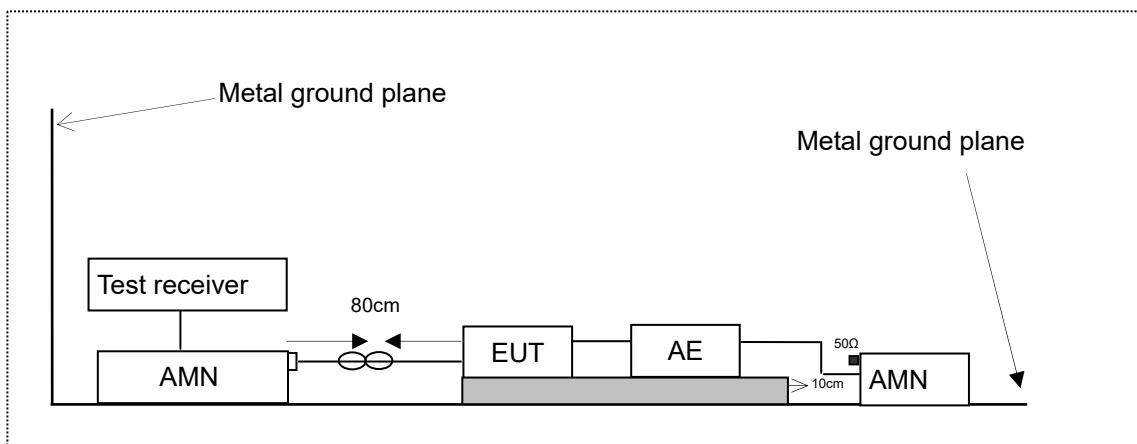 Metal ground plane
Metal ground plane
Test receiver
80cm
EUT
AE
50Ω
AMN
10cm
AMN